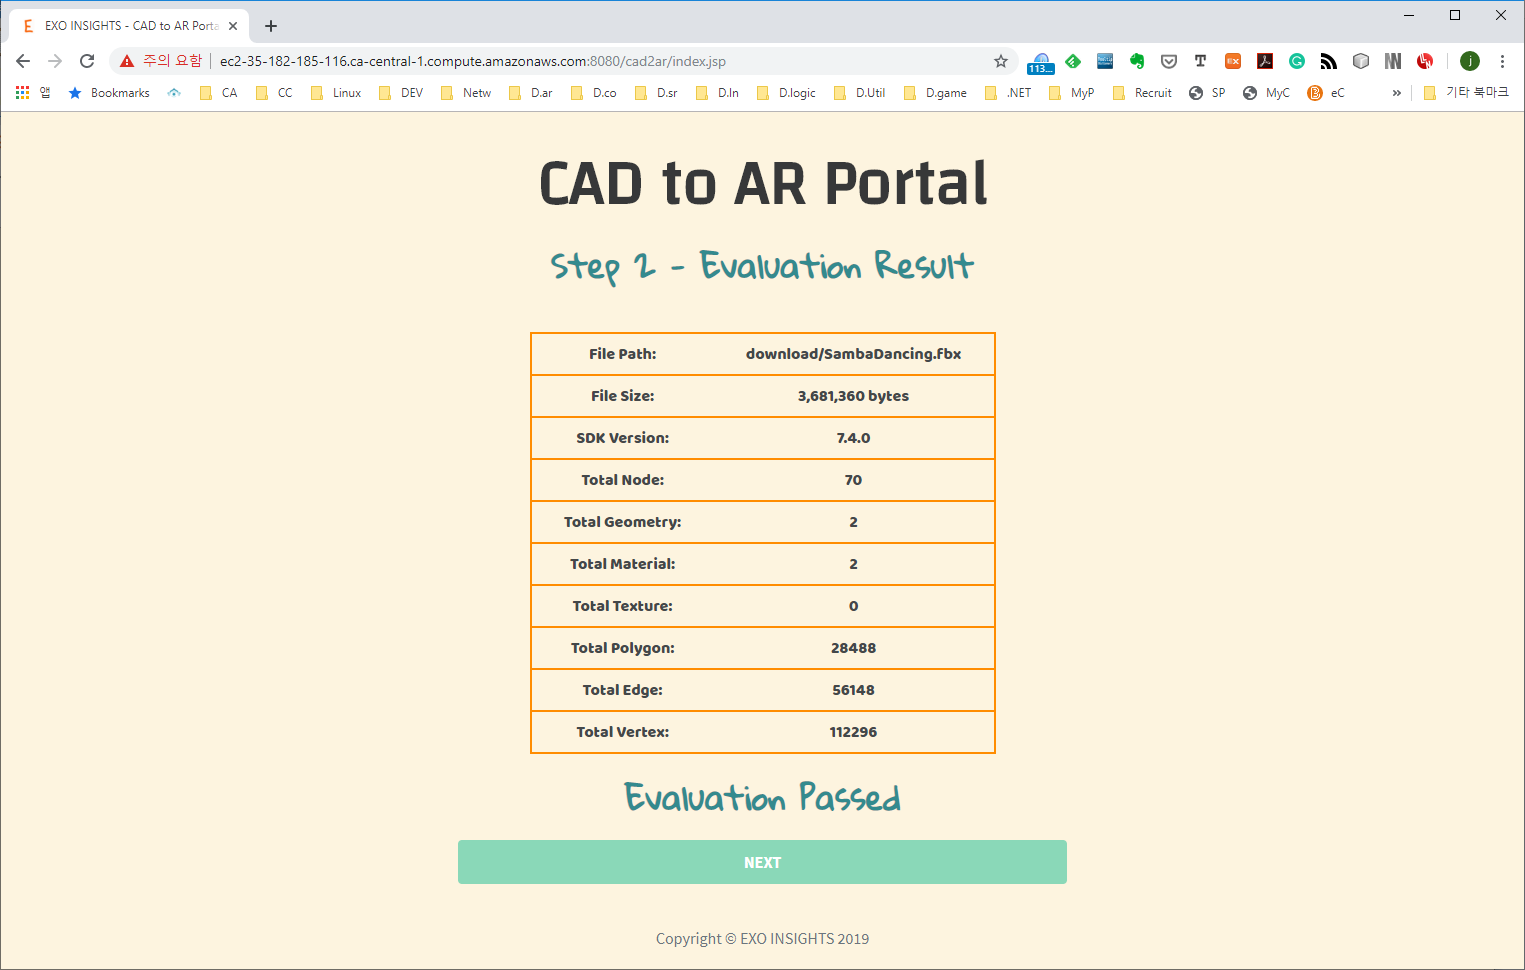 EXO INSIGHTS - CAD to AR Porta
주의 요함 ec2-35-182-185-116.ca-central-1.compute.amazonaws.com:8080/cad2ar/index.jsp
113...
앱 Bookmarks CA CC Linux DEV Netw D.ar D.co D.sr D.In D.logic D.Util D.game .NET MyP Recruit SP MyC eC » 기타 북마크
CAD to AR Portal
Step 2 - Evaluation Result
File Path: download/SambaDancing.fbx
File Size: 3,681,360 bytes
SDK Version: 7.4.0
Total Node: 70
Total Geometry: 2
Total Material: 2
Total Texture: 0
Total Polygon: 28488
Total Edge: 56148
Total Vertex: 112296
Evaluation Passed
NEXT
Copyright © EXO INSIGHTS 2019